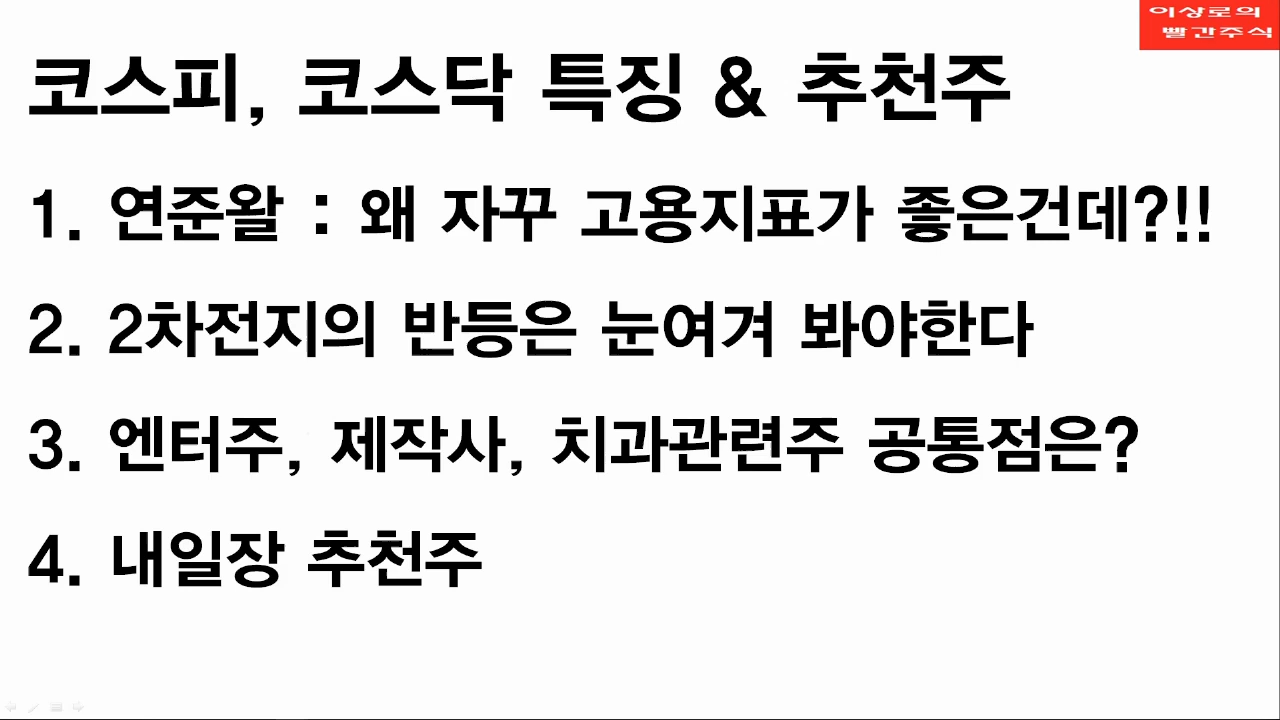 이상로의
빨간주식
코스피, 코스닥 특징 & 추천주
1. 연준왈 : 왜 자꾸 고용지표가 좋은건데?!!
2. 2차전지의 반등은 눈여겨 봐야한다
3. 엔터주, 제작사, 치과관련주 공통점은?
4. 내일장 추천주